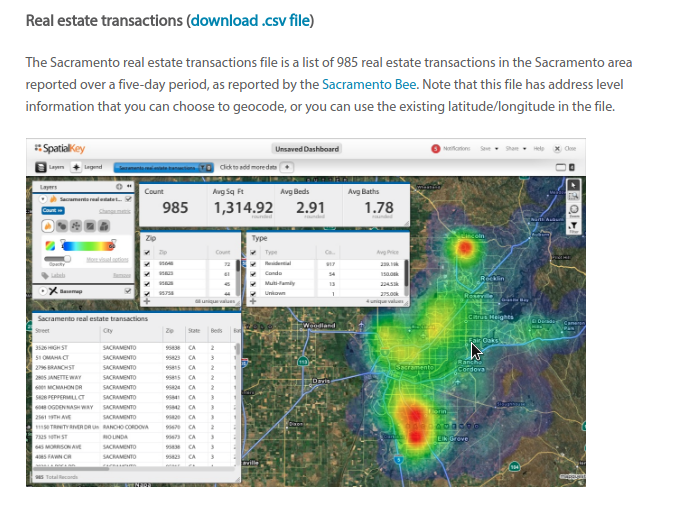 Real estate transactions (download .csv file)
The Sacramento real estate transactions file is a list of 985 real estate transactions in the Sacramento area
reported over a five-day period, as reported by the Sacramento Bee. Note that this file has address level
information that you can choose to geocode, or you can use the existing latitude/longitude in the file.
SpatialKey
Unsaved Dashboard
5 Notifications Save Share Help X Close
Layers Legend Sacramento real estate transactions Click to add more data +
Layers
Sacramento real estat...
Count
Change metric
Opacity
More visual options
Labels Remove
Basemap
Count
985
Avg Sq Ft
1,314.92
rounded
Avg Beds
2.91
rounded
Avg Baths
1.78
rounded
Zip
Zip Count
95648 72
95823 61
95828 45
95758 44
68 unique values
Type
Type Co... Avg Price
Residential 917
Condo 54
Multi-Family 13
Unknown 1
4 unique values
Sacramento real estate transactions
Street City Zip State Beds
3526 HIGH ST SACRAMENTO 95838 CA 2
51 OMAHA CT SACRAMENTO 95823 CA 3
2796 BRANCH ST SACRAMENTO 95815 CA 2
2805 JANETTE WAY SACRAMENTO 95815 CA 2
6001 MCMAHON DR SACRAMENTO 95824 CA 2
5828 PEPPERMILL CT SACRAMENTO 95841 CA 3
6048 OGDEN NASH WAY SACRAMENTO 95842 CA 3
2561 19TH AVE SACRAMENTO 95820 CA 3
11150 TRINITY RIVER DR Un RANCHO CORDOVA 95670 CA 2
7325 10TH ST RIO LINDA 95673 CA 3
645 MORRISON AVE SACRAMENTO 95838 CA 3
4085 FAWN CIR SACRAMENTO 95823 CA 3
985 Total Records
Lincoln
North Auburn
Auburn
Rocklin
Roseville
Citrus Heights
Fair Oaks
El Dorado
Cameron Park
Woodland
113
Davis
Sacramento
Rancho Cordova
Dixon
Florin
Elk Grove
104